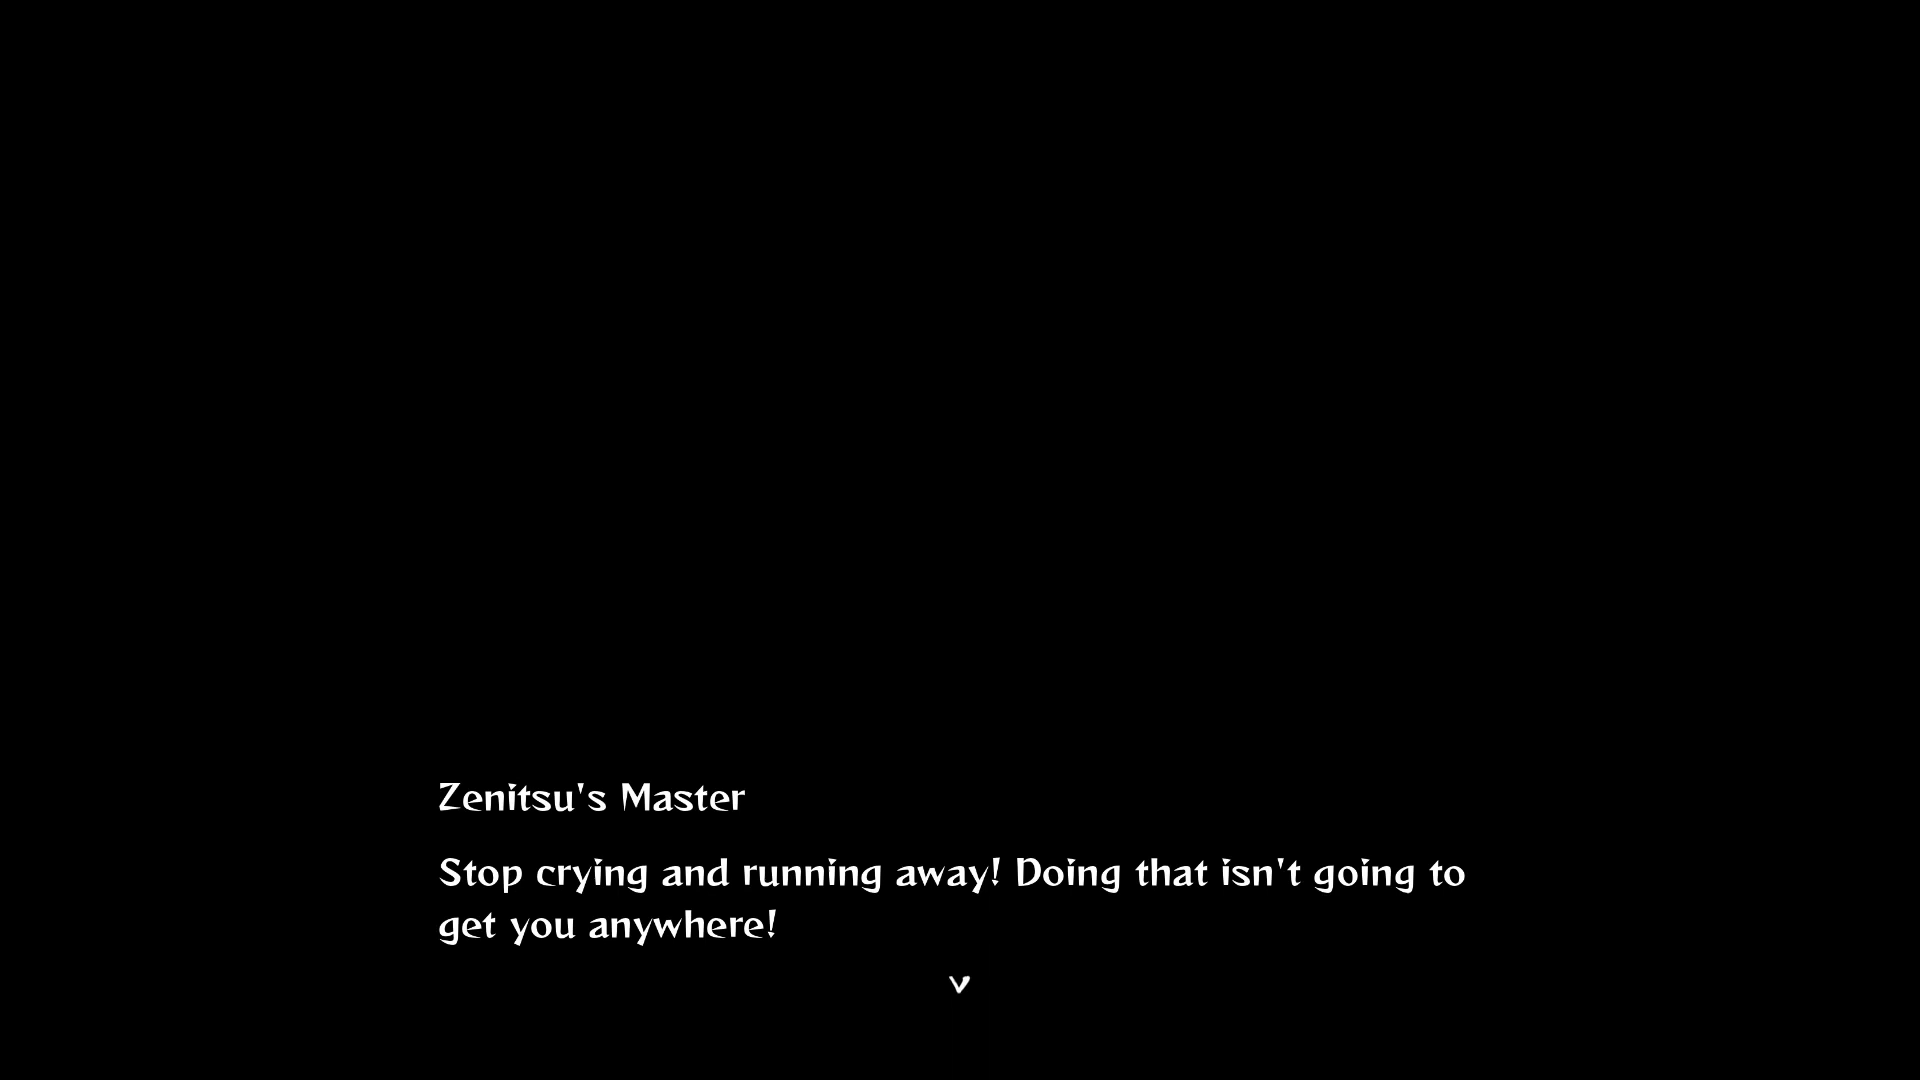 Zenitsu's Master
Stop crying and running away! Doing that isn't going to
get you anywhere!